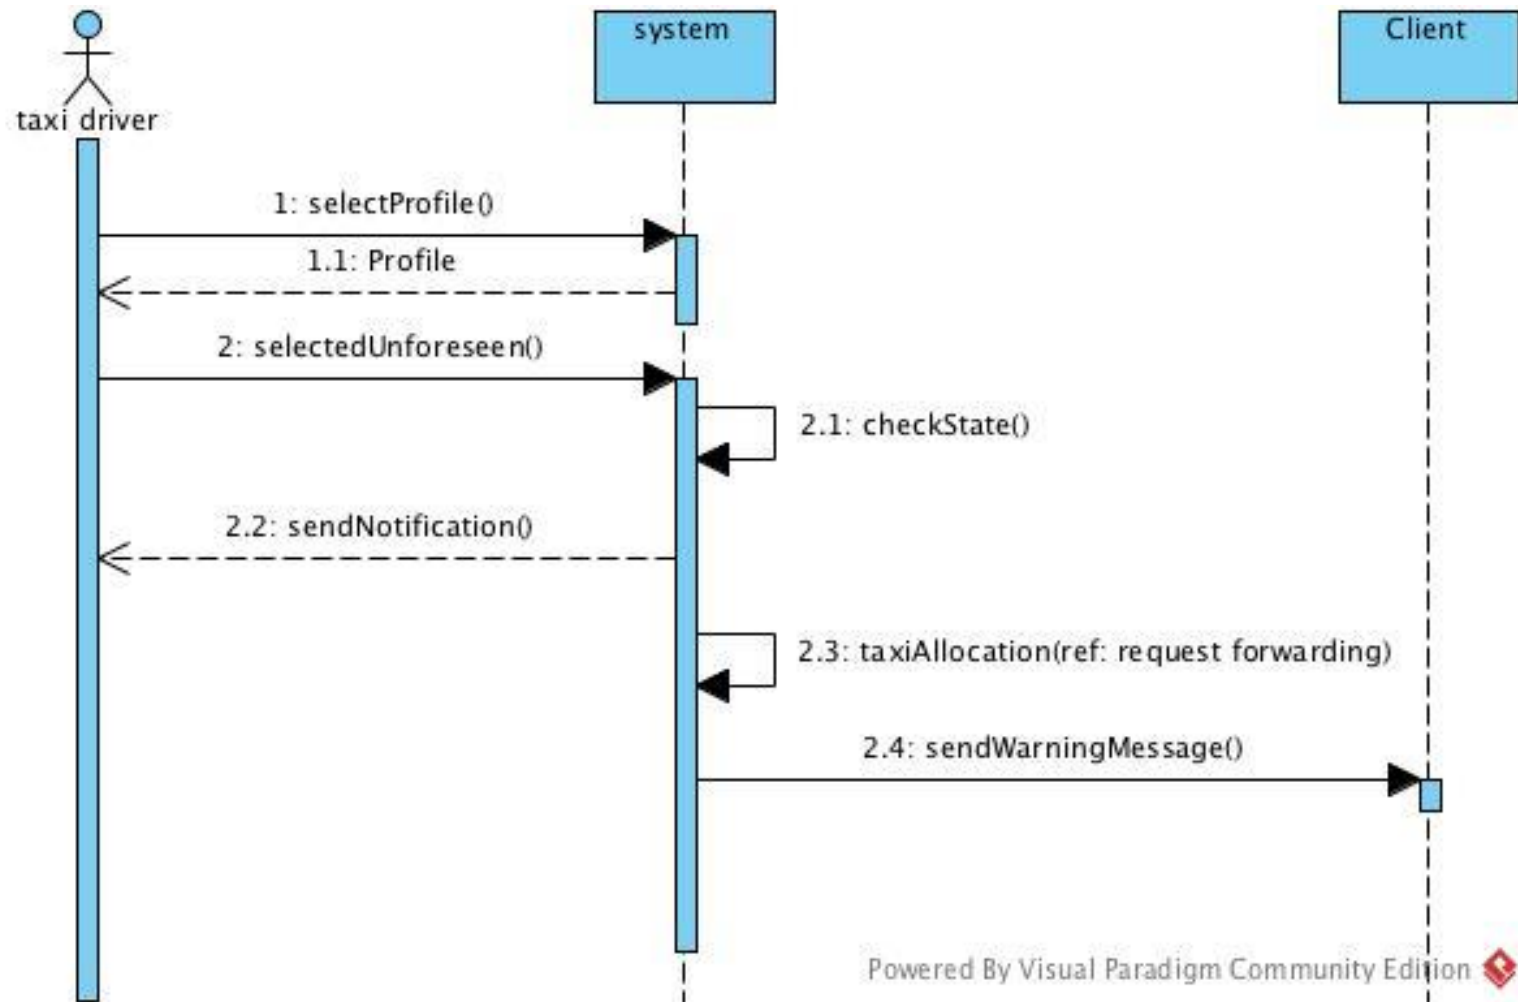 system
Client
taxi driver
1: selectProfile()
1.1: Profile
2: selectedUnforeseen()
2.1: checkState()
2.2: sendNotification()
2.3: taxiAllocation(ref: request forwarding)
2.4: sendWarningMessage()
Powered By Visual Paradigm Community Edition